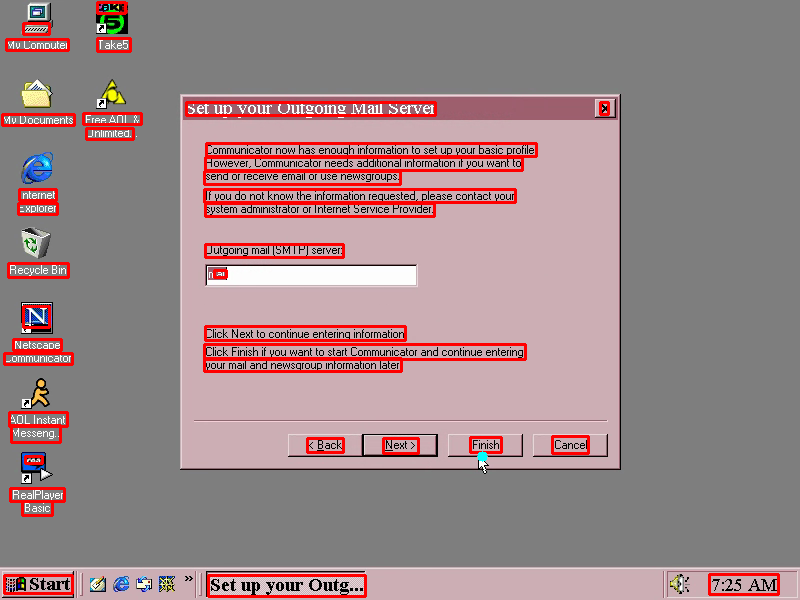 My Computer
Take5
My Documents
Free AOL &
Unlimited.
Internet
Explorer
Recycle Bin
Netscape
Communicator
AOL Instant
Messeng..
RealPlayer
Basic
Set up your Outgoing Mail Server
Communicator now has enough information to set up your basic profile.
However, Communicator needs additional information if you want to
send or receive email or use newsgroups.
If you do not know the information requested, please contact your
system administrator or Internet Service Provider.
Outgoing mail (SMTP) server:
mail
Click Next to continue entering information
Click Finish if you want to start Communicator and continue entering
your mail and newsgroup information later
< Back
Next >
Finish
Cancel
Start
»
Set up your Outg...
7:25 AM